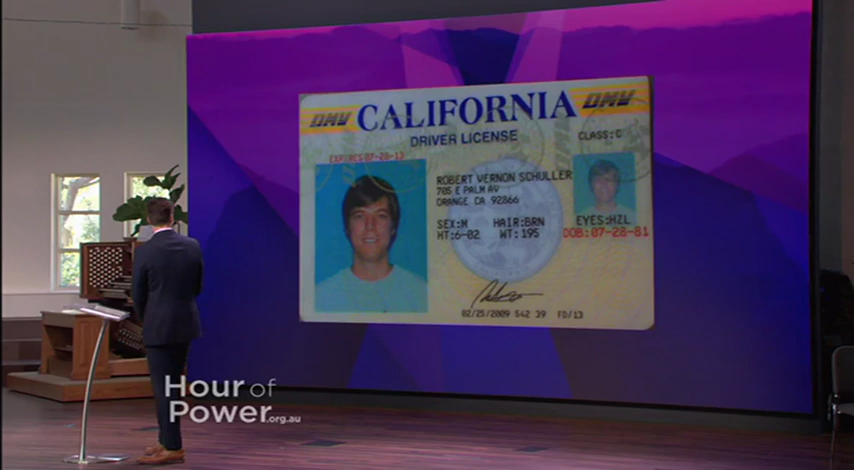 DMV CALIFORNIA DMV
DRIVER LICENSE
CLASS:C
EXPIRES 07-28-13
ROBERT VERNON SCHULLER
705 E PALM AV
ORANGE CA 92866
SEX:M HAIR:BRN
HT:6-02 WT:195
EYES:HZL
DOB:07-28-81
02/25/2009 542 39 FD/13
Hour of
Power.org.au